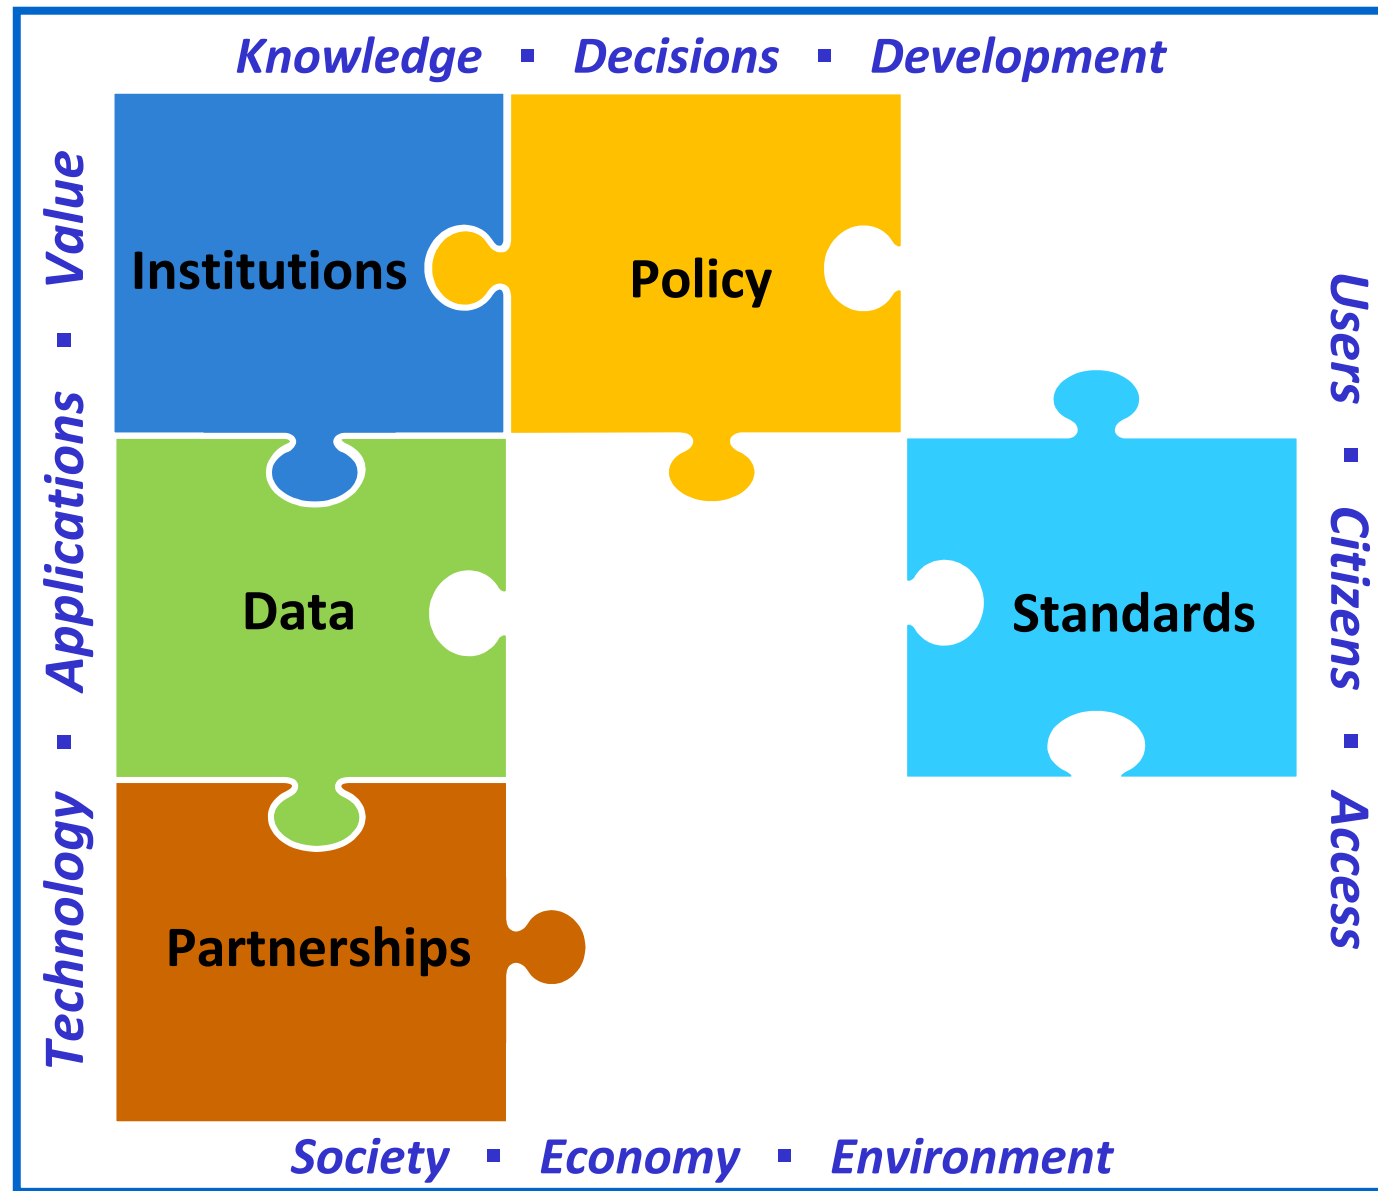 Knowledge ▪ Decisions ▪ Development
Technology ▪ Applications ▪ Value
Institutions
Policy
Data
Standards
Partnerships
Users ▪ Citizens ▪ Access
Society ▪ Economy ▪ Environment